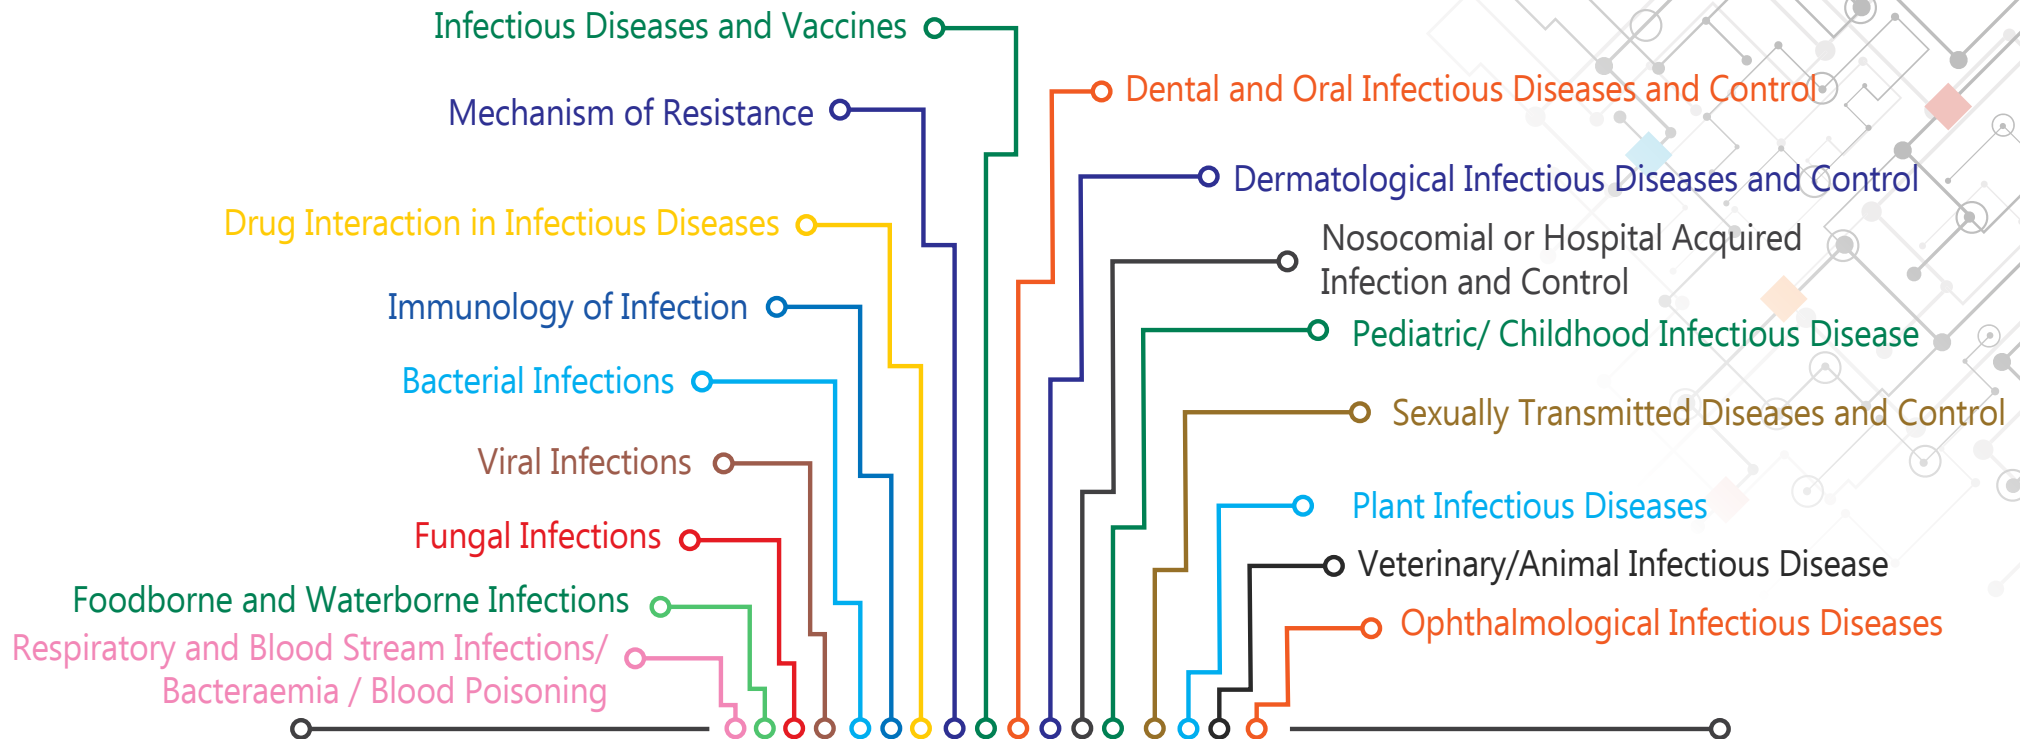 Infectious Diseases and Vaccines
Mechanism of Resistance
Drug Interaction in Infectious Diseases
Immunology of Infection
Bacterial Infections
Viral Infections
Fungal Infections
Foodborne and Waterborne Infections
Respiratory and Blood Stream Infections/
Bacteraemia / Blood Poisoning
Dental and Oral Infectious Diseases and Control
Dermatological Infectious Diseases and Control
Nosocomial or Hospital Acquired
Infection and Control
Pediatric/ Childhood Infectious Disease
Sexually Transmitted Diseases and Control
Plant Infectious Diseases
Veterinary/Animal Infectious Disease
Ophthalmological Infectious Diseases